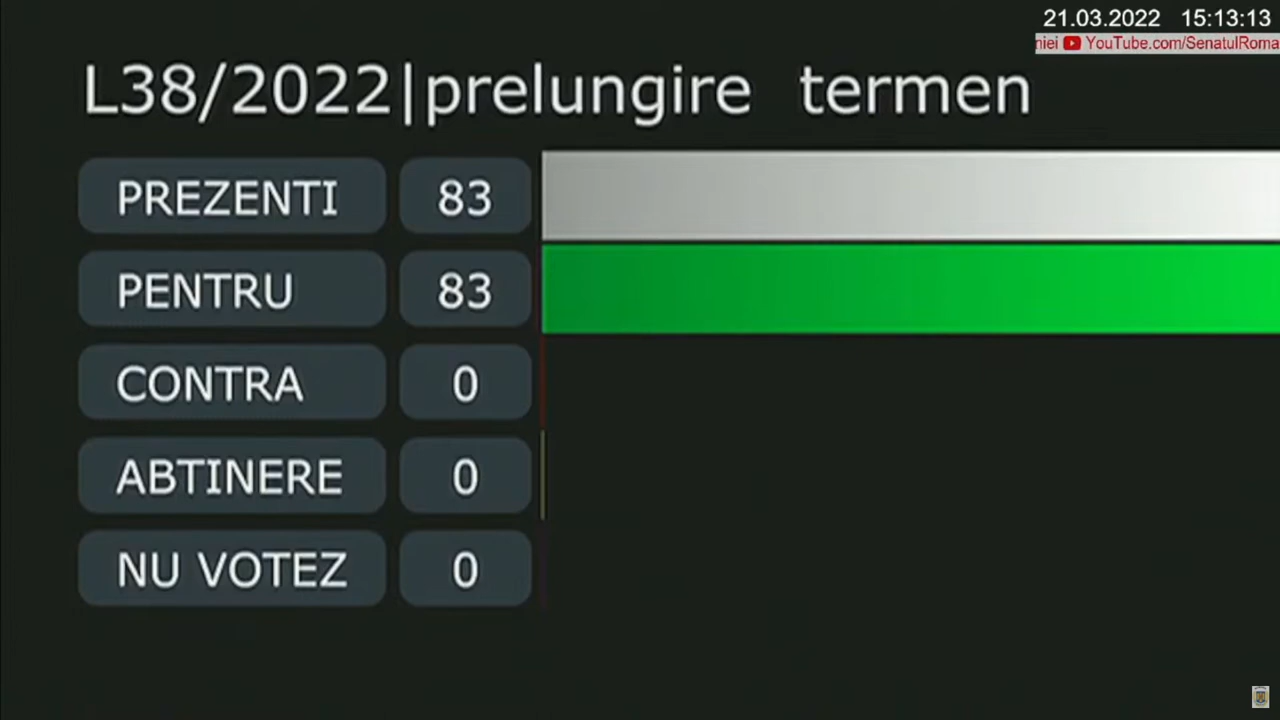 21.03.2022 15:13:13
niei YouTube.com/SenatulRoma
L38/2022|prelungire termen
PREZENTI 83
PENTRU 83
CONTRA 0
ABTINERE 0
NU VOTEZ 0